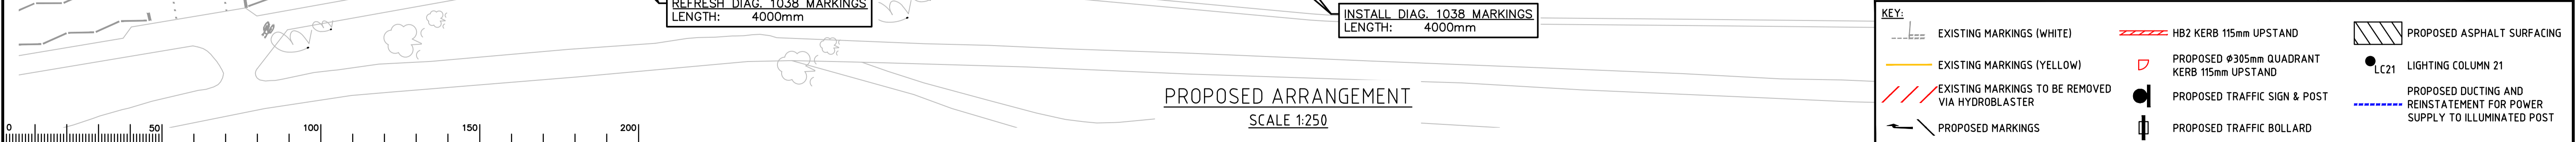 REFRESH DIAG. 1038 MARKINGS
LENGTH: 4000mm
INSTALL DIAG. 1038 MARKINGS
LENGTH: 4000mm
PROPOSED ARRANGEMENT
SCALE 1:250
0 50 100 150 200
KEY:
EXISTING MARKINGS (WHITE)
EXISTING MARKINGS (YELLOW)
EXISTING MARKINGS TO BE REMOVED
VIA HYDROBLASTER
PROPOSED MARKINGS
HB2 KERB 115mm UPSTAND
PROPOSED ø305mm QUADRANT
KERB 115mm UPSTAND
PROPOSED TRAFFIC SIGN & POST
PROPOSED TRAFFIC BOLLARD
PROPOSED ASPHALT SURFACING
LC21 LIGHTING COLUMN 21
PROPOSED DUCTING AND
REINSTATEMENT FOR POWER
SUPPLY TO ILLUMINATED POST